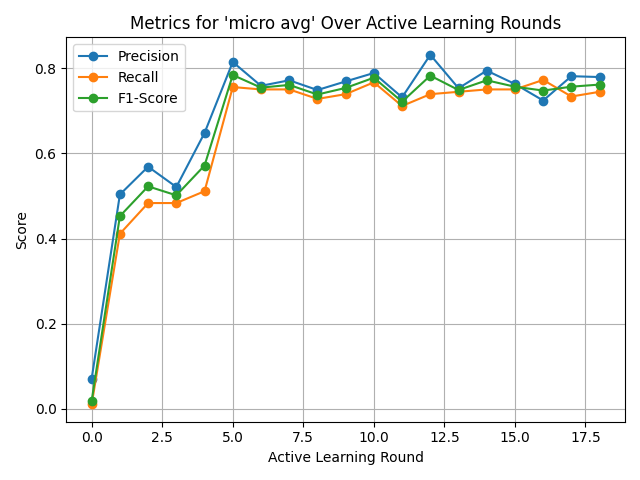 Metrics for 'micro avg' Over Active Learning Rounds
Precision
Recall
F1-Score
Score
0.8
0.6
0.4
0.2
0.0
0.0 2.5 5.0 7.5 10.0 12.5 15.0 17.5
Active Learning Round